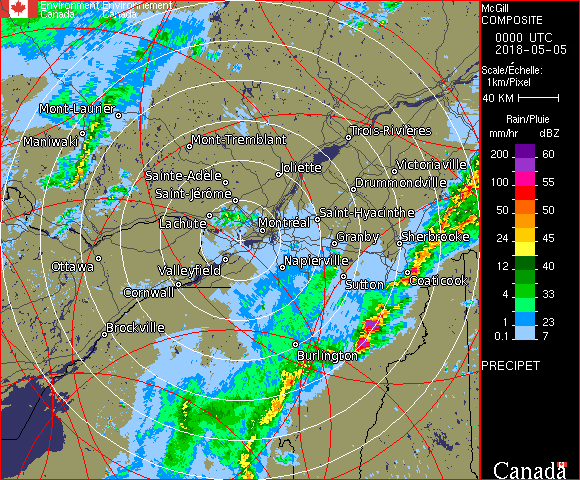 Environment Environnement
Canada Canada
McGill
COMPOSITE
0000 UTC
2018-05-05
Scale/Échelle:
1km/Pixel
40 KM
Rain/Pluie
mm/hr dBZ
200 60
100 55
50 50
24 45
12 40
4 33
1 23
0.1 7
PRECIPET
Mont-Laurier
Maniwaki
Mont-Tremblant
Trois-Rivières
Sainte-Adèle
Joliette
Victoriaville
Saint-Jérôme
Drummondville
Lachute
Montréal
Saint-Hyacinthe
Granby
Sherbrooke
Ottawa
Valleyfield
Napierville
Sutton
Coaticook
Cornwall
Brockville
Burlington
Canada